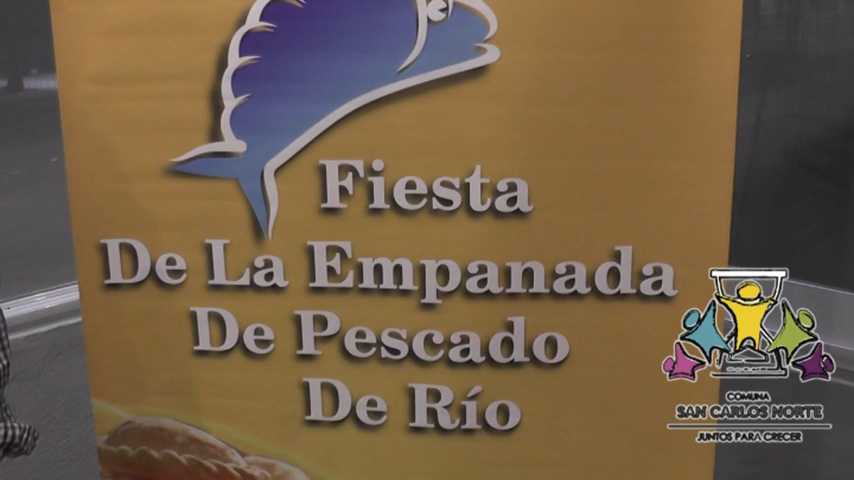 Fiesta
De La Empanada
De Pescado
De Río
COMUNA
SAN CARLOS NORTE
JUNTOS PARA CRECER